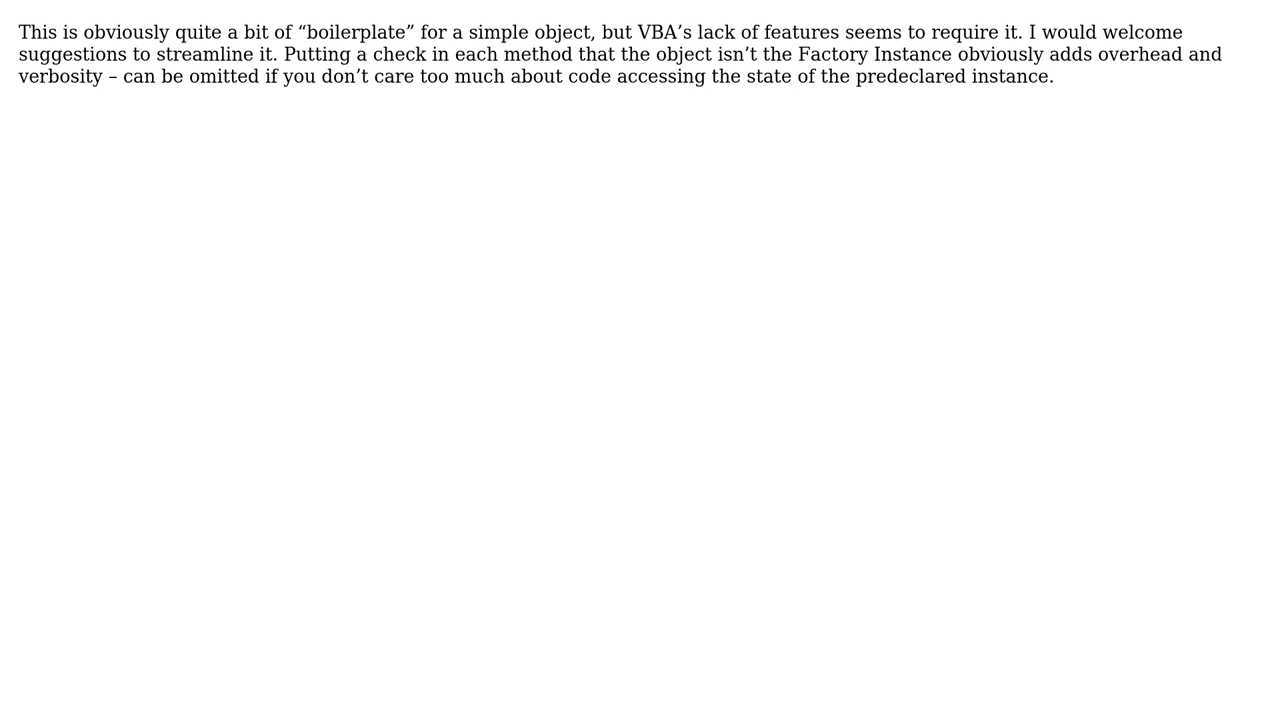 This is obviously quite a bit of “boilerplate” for a simple object, but VBA’s lack of features seems to require it. I would welcome
suggestions to streamline it. Putting a check in each method that the object isn’t the Factory Instance obviously adds overhead and
verbosity – can be omitted if you don’t care too much about code accessing the state of the predeclared instance.